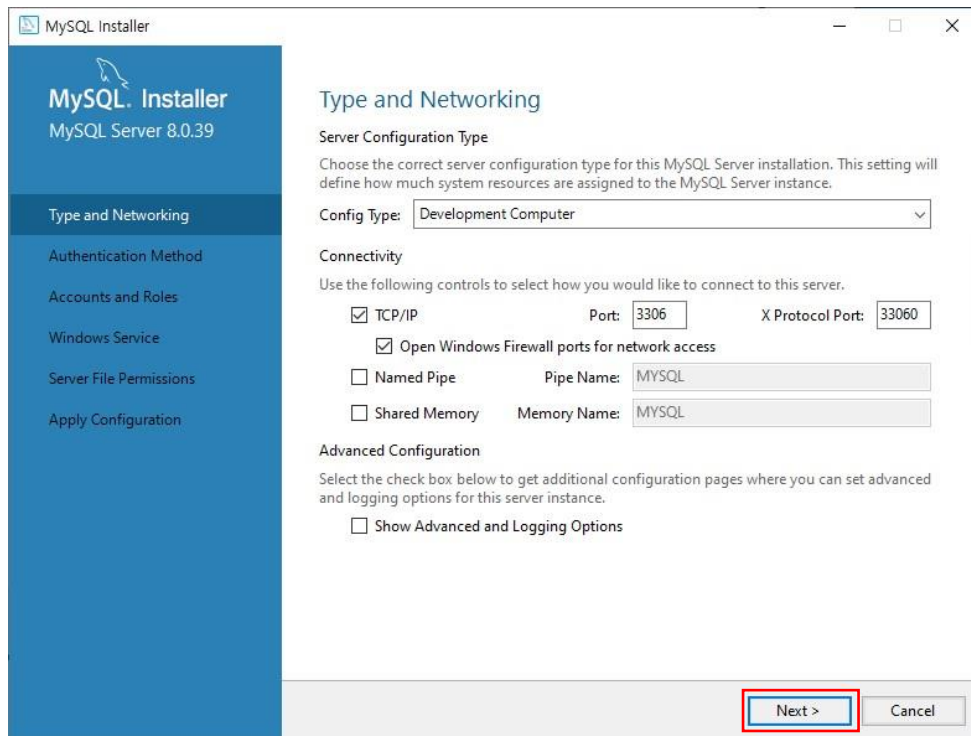 MySQL Installer
MySQL. Installer
MySQL Server 8.0.39
Type and Networking
Authentication Method
Accounts and Roles
Windows Service
Server File Permissions
Apply Configuration
Type and Networking
Server Configuration Type
Choose the correct server configuration type for this MySQL Server installation. This setting will
define how much system resources are assigned to the MySQL Server instance.
Config Type: Development Computer
Connectivity
Use the following controls to select how you would like to connect to this server.
TCP/IP Port: 3306 X Protocol Port: 33060
Open Windows Firewall ports for network access
Named Pipe Pipe Name: MYSQL
Shared Memory Memory Name: MYSQL
Advanced Configuration
Select the check box below to get additional configuration pages where you can set advanced
and logging options for this server instance.
Show Advanced and Logging Options
Next > Cancel